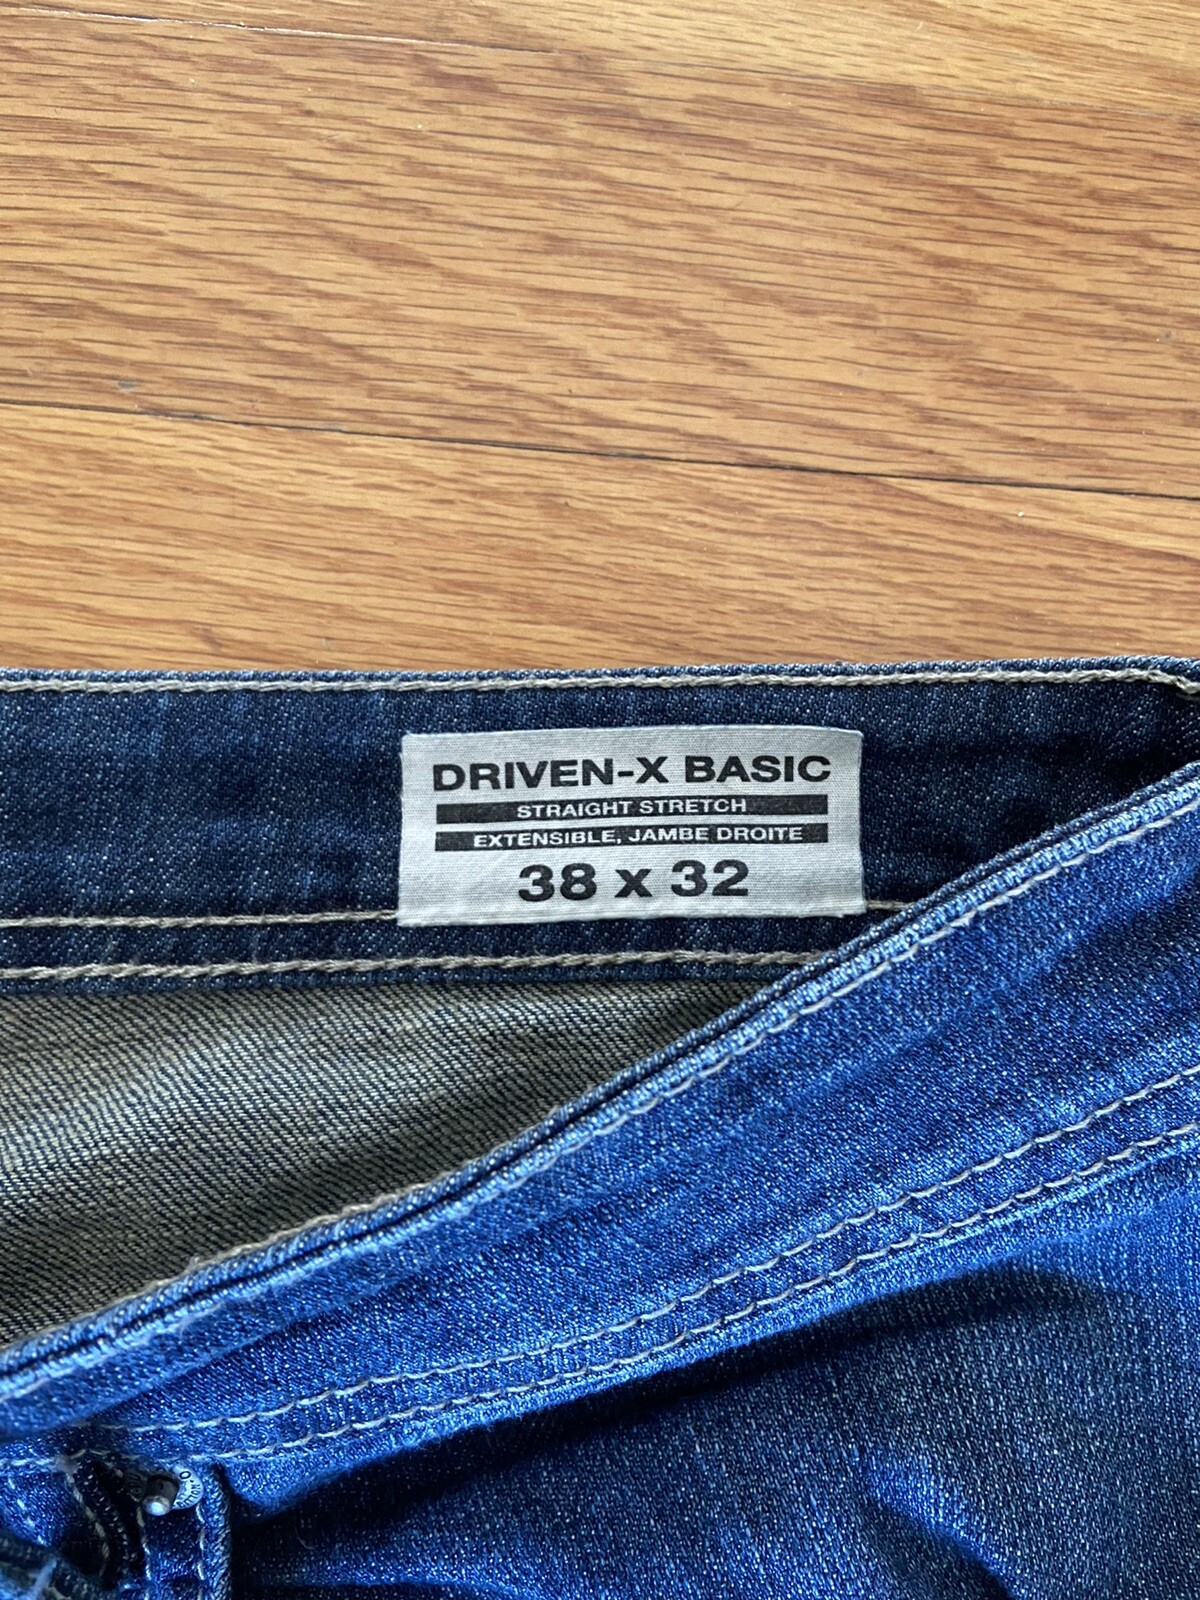 DRIVEN-X BASIC
STRAIGHT STRETCH
EXTENSIBLE, JAMBE DROITE
38 x 32